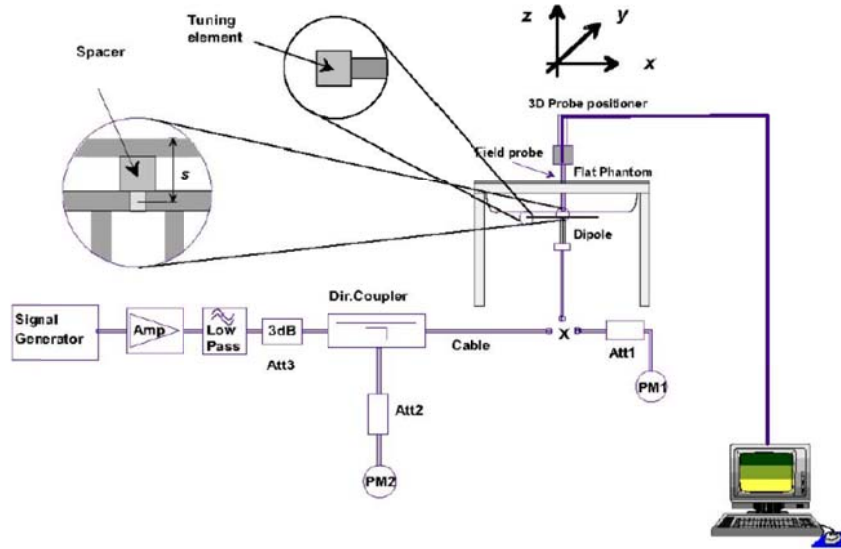 Tuning
element
z
y
x
Spacer
3D Probe positioner
Field probe
Flat Phantom
s
Dipole
Dir.Coupler
Signal
Generator
Amp
Low
Pass
3dB
Att3
Cable
X
Att1
PM1
Att2
PM2